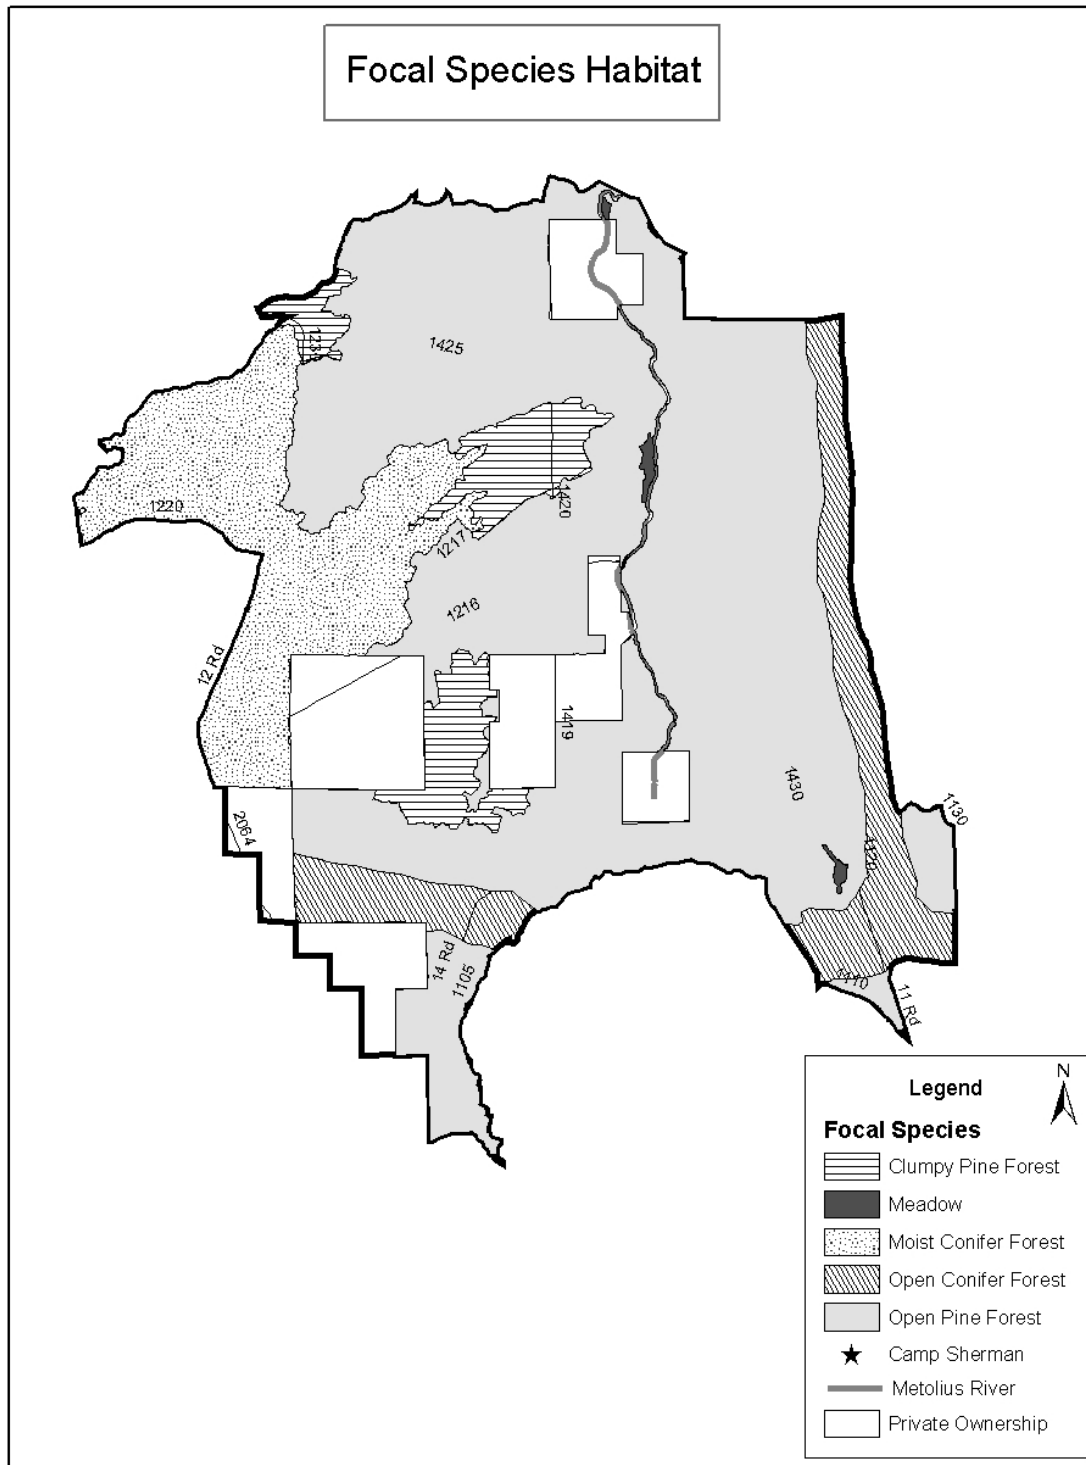 Focal Species Habitat
1231
1425
1420
1220
1217
1216
12 Rd
1419
1430
1130
2064
1120
14 Rd
1105
1410
11 Rd
N
Legend
Focal Species
Clumpy Pine Forest
Meadow
Moist Conifer Forest
Open Conifer Forest
Open Pine Forest
Camp Sherman
Metolius River
Private Ownership